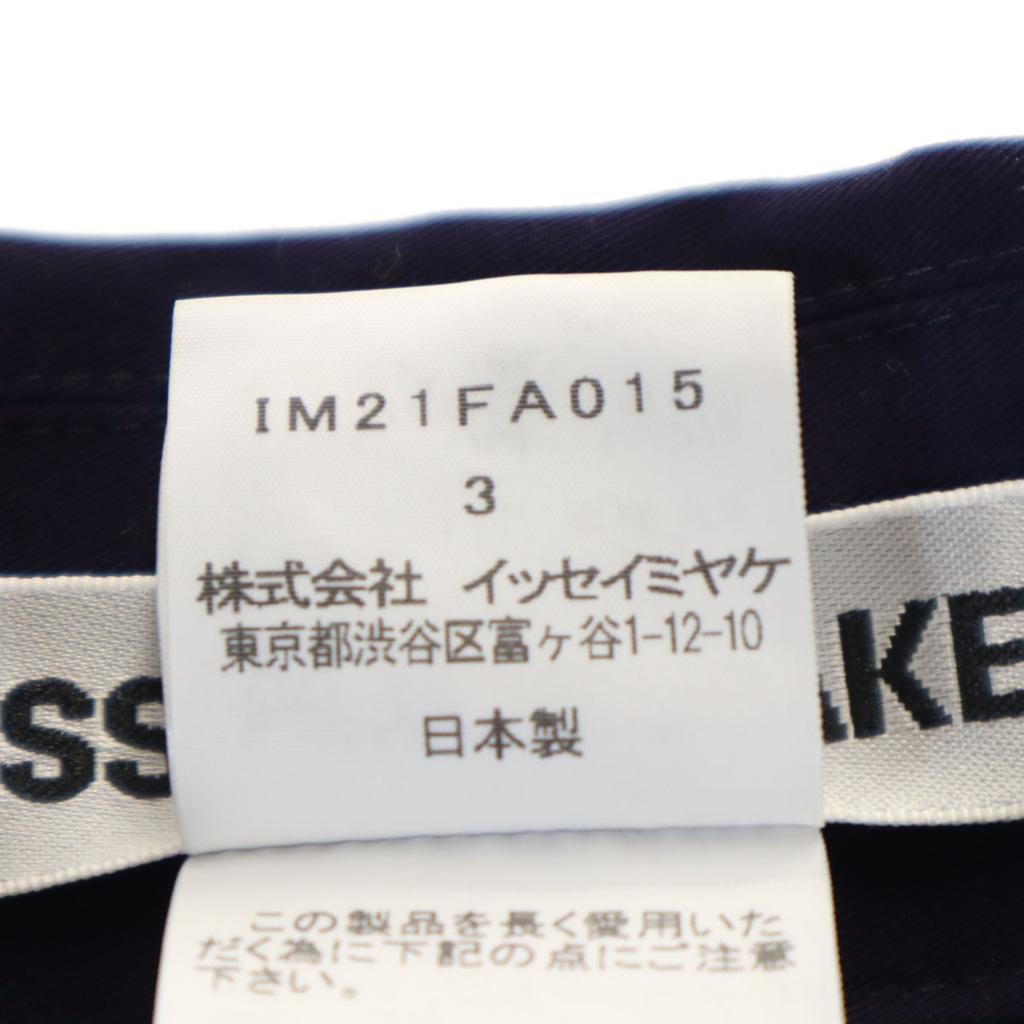 IM21FA015
3
株式会社 イッセイミヤケ
東京都渋谷区富ヶ谷1-12-10
日本製
SS
AKE
この製品を長く愛用いた
だく為に下記の点にご注意
下さい。